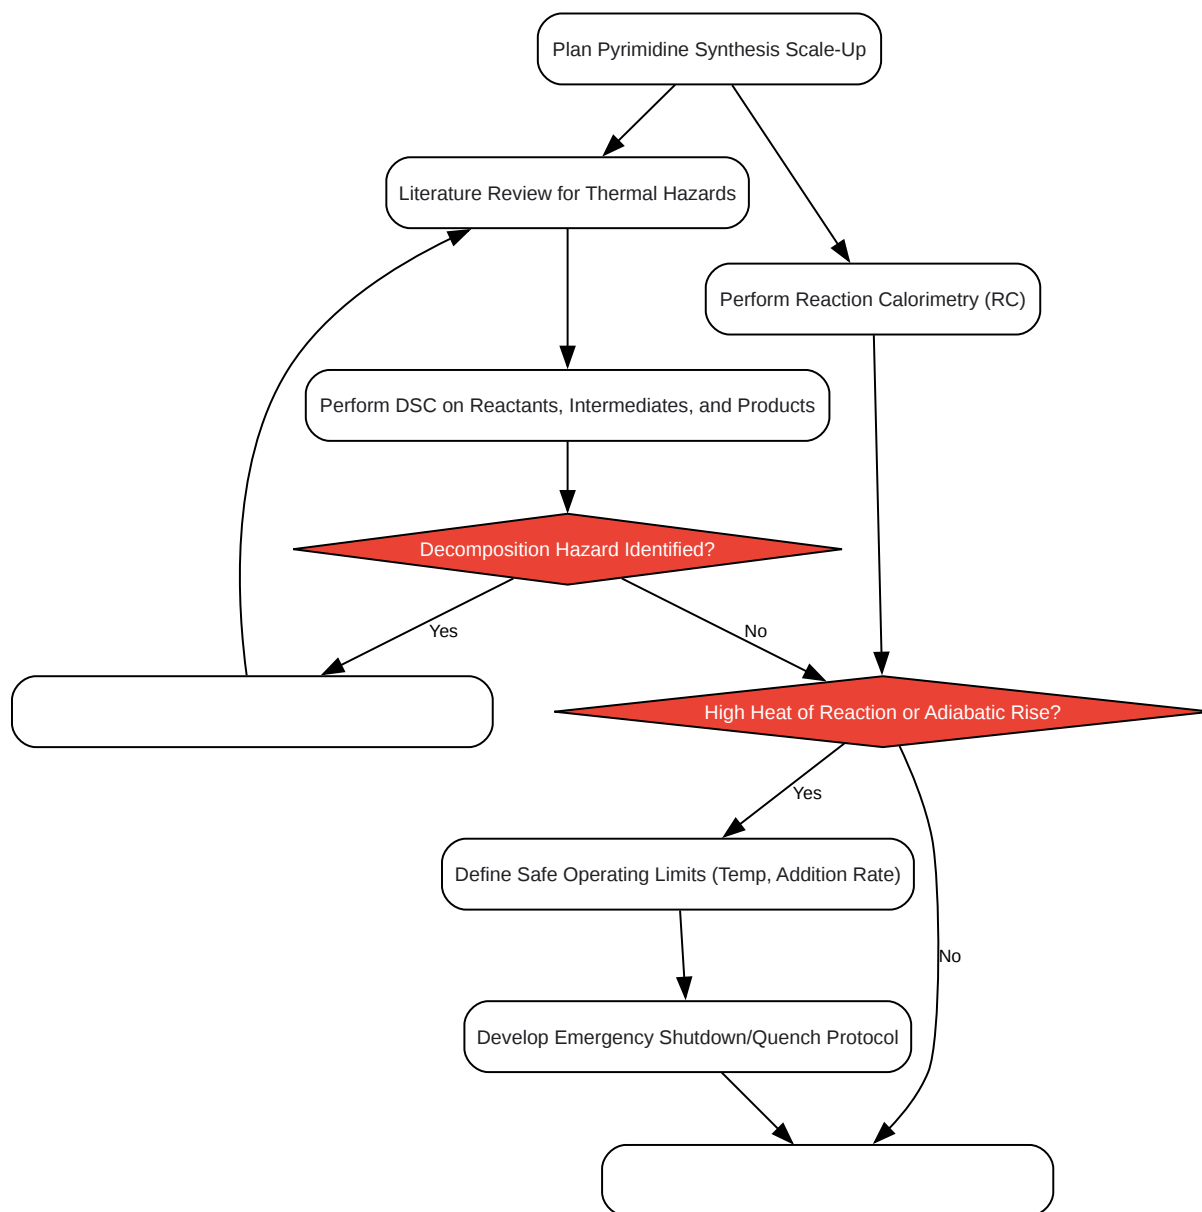 Plan Pyrimidine Synthesis Scale-Up
Literature Review for Thermal Hazards
Perform Reaction Calorimetry (RC)
Perform DSC on Reactants, Intermediates, and Products
Decomposition Hazard Identified?
Yes
No
High Heat of Reaction or Adiabatic Rise?
Yes
Define Safe Operating Limits (Temp, Addition Rate)
No
Develop Emergency Shutdown/Quench Protocol